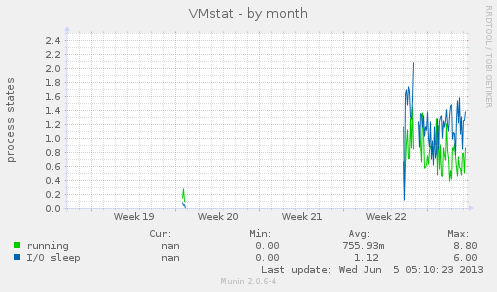 VMstat - by month
RRDTOOL / TOBI OETIKER
process states
2.4
2.2
2.0
1.8
1.6
1.4
1.2
1.0
0.8
0.6
0.4
0.2
0.0
Week 19 Week 20 Week 21 Week 22
Cur: Min: Avg: Max:
running nan 0.00 755.93m 8.80
I/O sleep nan 0.00 1.12 6.00
Last update: Wed Jun 5 05:10:23 2013
Munin 2.0.6-4